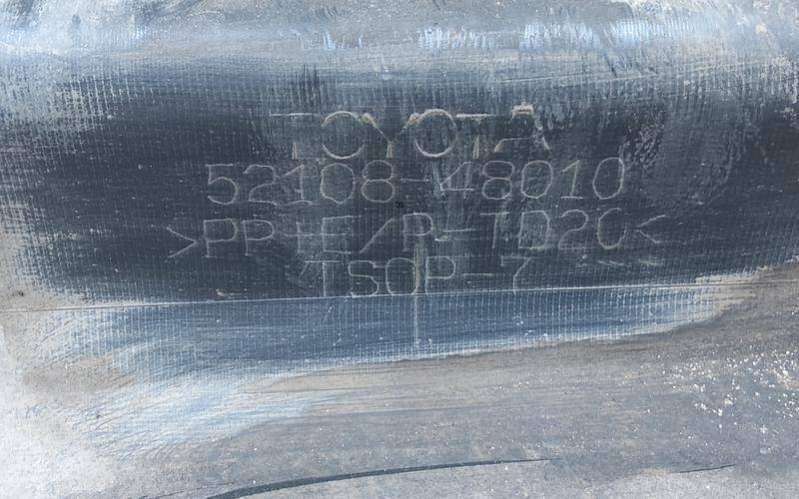 TOYOTA
52108-48010
>PP+E/P-TD20<
TSOP-7